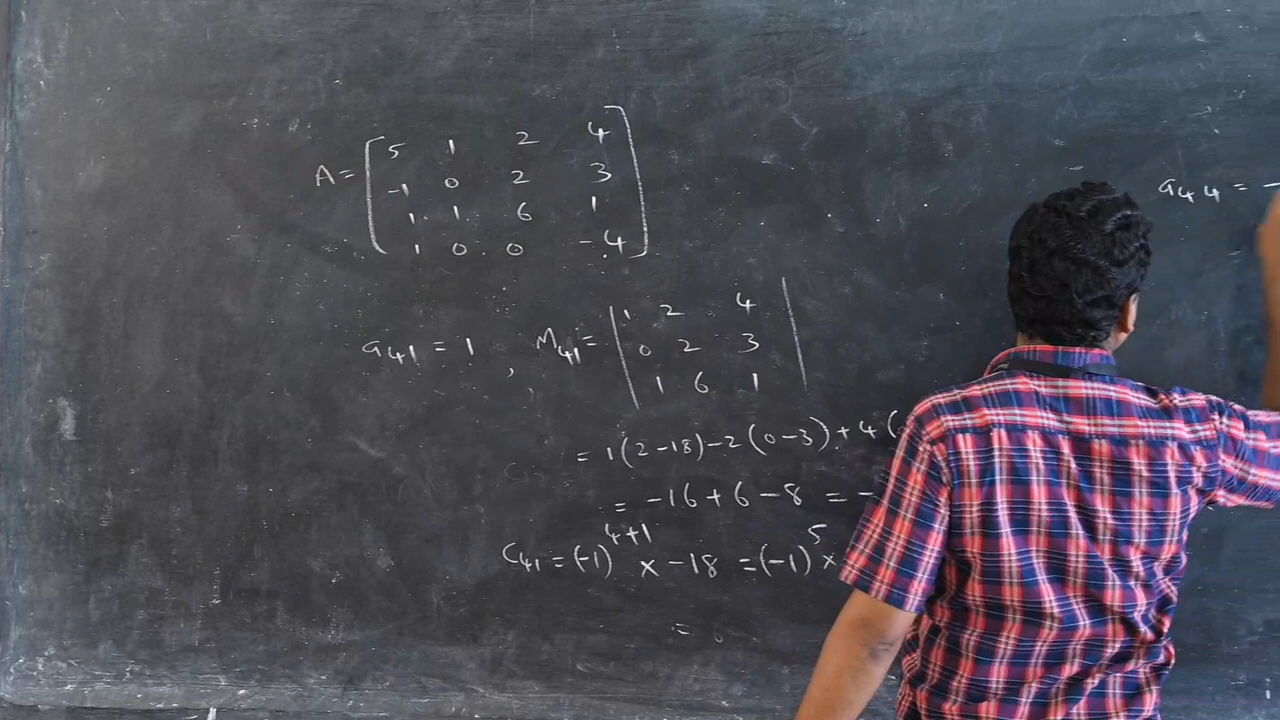 A = [ 5 1 2 4
-1 0 2 3
1 1 6 1
1 0 0 -4 ]
a41 = 1 , M41 = | 1 2 4
0 2 3
1 6 1 |
= 1(2-18)-2(0-3)+4(
= -16+6-8 = -
C41 = (-1)^4+1 x -18 = (-1)^5 x
=
a44 = -